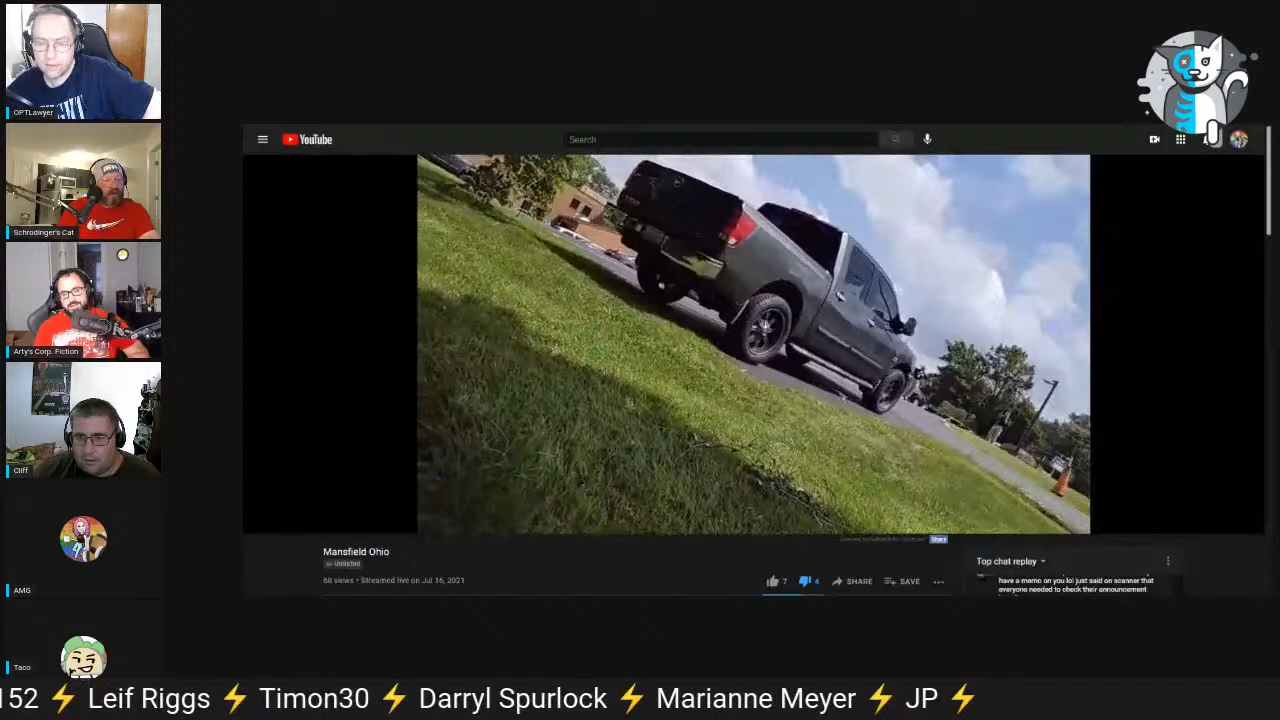 OPTLawyer
Schrodinger's Cat
Arty's Corp. Fiction
Cliff
AMG
Taco
YouTube
Search
Share
Mansfield Ohio
Unlisted
68 views • Streamed live on Jul 16, 2021
7
4
SHARE
SAVE
Top chat replay
have a memo on you lol just said on scanner that
everyone needed to check their announcement
152 ⚡ Leif Riggs ⚡ Timon30 ⚡ Darryl Spurlock ⚡ Marianne Meyer ⚡ JP ⚡